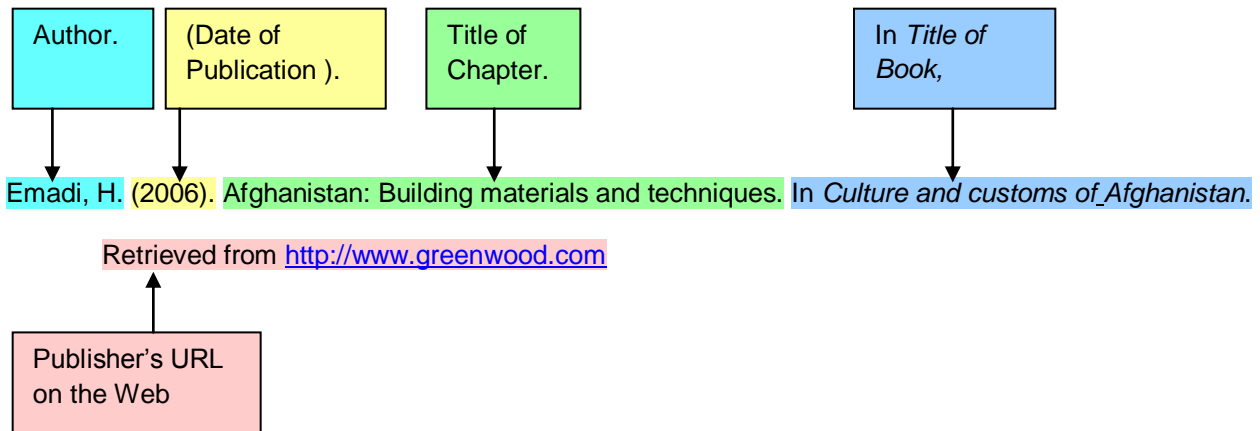 Author.
(Date of
Publication ).
Title of
Chapter.
In Title of
Book,
Emadi, H. (2006). Afghanistan: Building materials and techniques. In Culture and customs of Afghanistan.
Retrieved from http://www.greenwood.com
Publisher's URL
on the Web